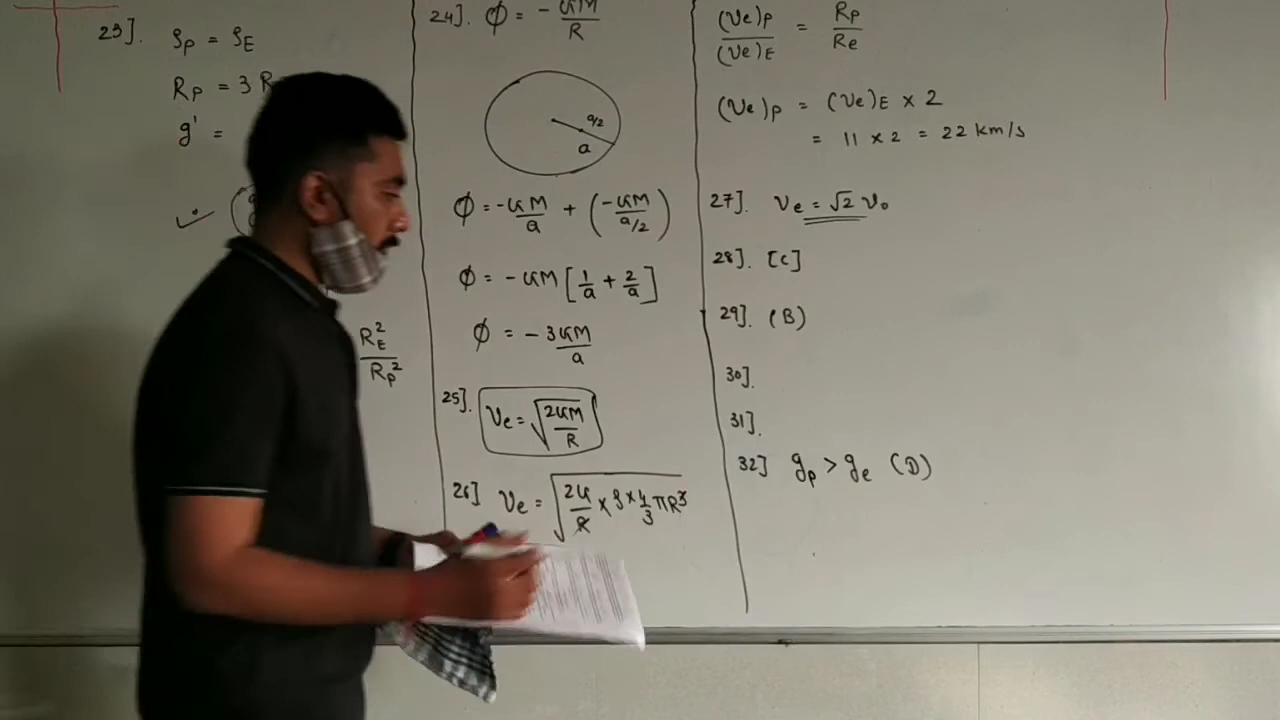 23].
ρP = ρE
RP = 3 R
g' =
R²E / RP²
24]. φ = - GM / R
a/2
a
φ = -GM/a + (-GM / a/2)
φ = - GM [1/a + 2/a]
φ = - 3GM / a
25]. Ve = √(2GM / R)
26] Ve = √(2G / R × ρ × 4/3 πR³)
(Ve)P / (Ve)E = RP / Re
(Ve)P = (Ve)E × 2
= 11 × 2 = 22 km/s
27]. Ve = √2 Vo
28]. [C]
29]. (B)
30].
31].
32] gp > ge (D)